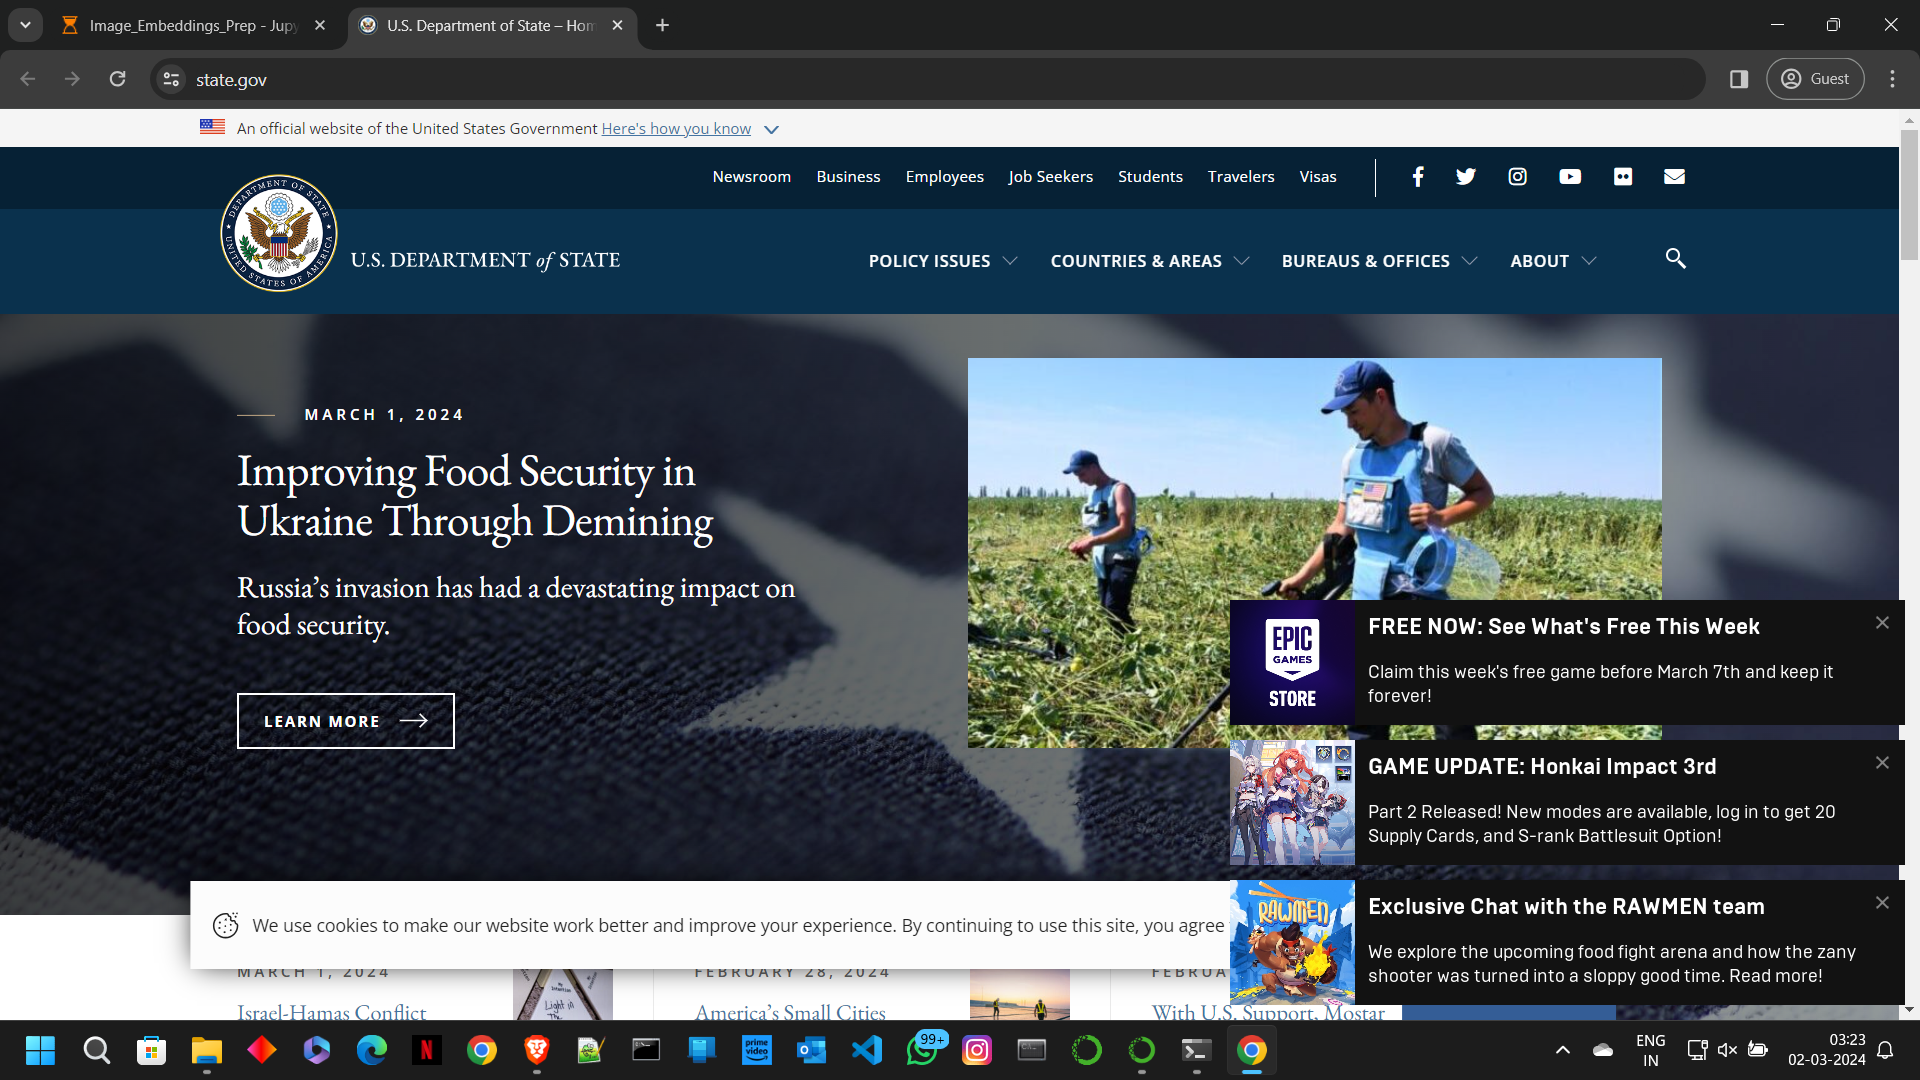 Image_Embeddings_Prep - Jupy
U.S. Department of State – Hom
state.gov
Guest
An official website of the United States Government Here's how you know
Newsroom
Business
Employees
Job Seekers
Students
Travelers
Visas
DEPARTMENT OF STATE
UNITED STATES OF AMERICA
U.S. DEPARTMENT of STATE
POLICY ISSUES
COUNTRIES & AREAS
BUREAUS & OFFICES
ABOUT
MARCH 1, 2024
Improving Food Security in
Ukraine Through Demining
Russia’s invasion has had a devastating impact on
food security.
LEARN MORE
EPIC
GAMES
STORE
FREE NOW: See What's Free This Week
Claim this week's free game before March 7th and keep it
forever!
GAME UPDATE: Honkai Impact 3rd
Part 2 Released! New modes are available, log in to get 20
Supply Cards, and S-rank Battlesuit Option!
RAWMEN
Exclusive Chat with the RAWMEN team
We explore the upcoming food fight arena and how the zany
shooter was turned into a sloppy good time. Read more!
We use cookies to make our website work better and improve your experience. By continuing to use this site, you agree
MARCH 1, 2024
FEBRUARY 28, 2024
FEBRUA
Israel-Hamas Conflict
Light in
America’s Small Cities
With U.S. Support, Mostar
N
prime
video
99+
ENG
IN
03:23
02-03-2024